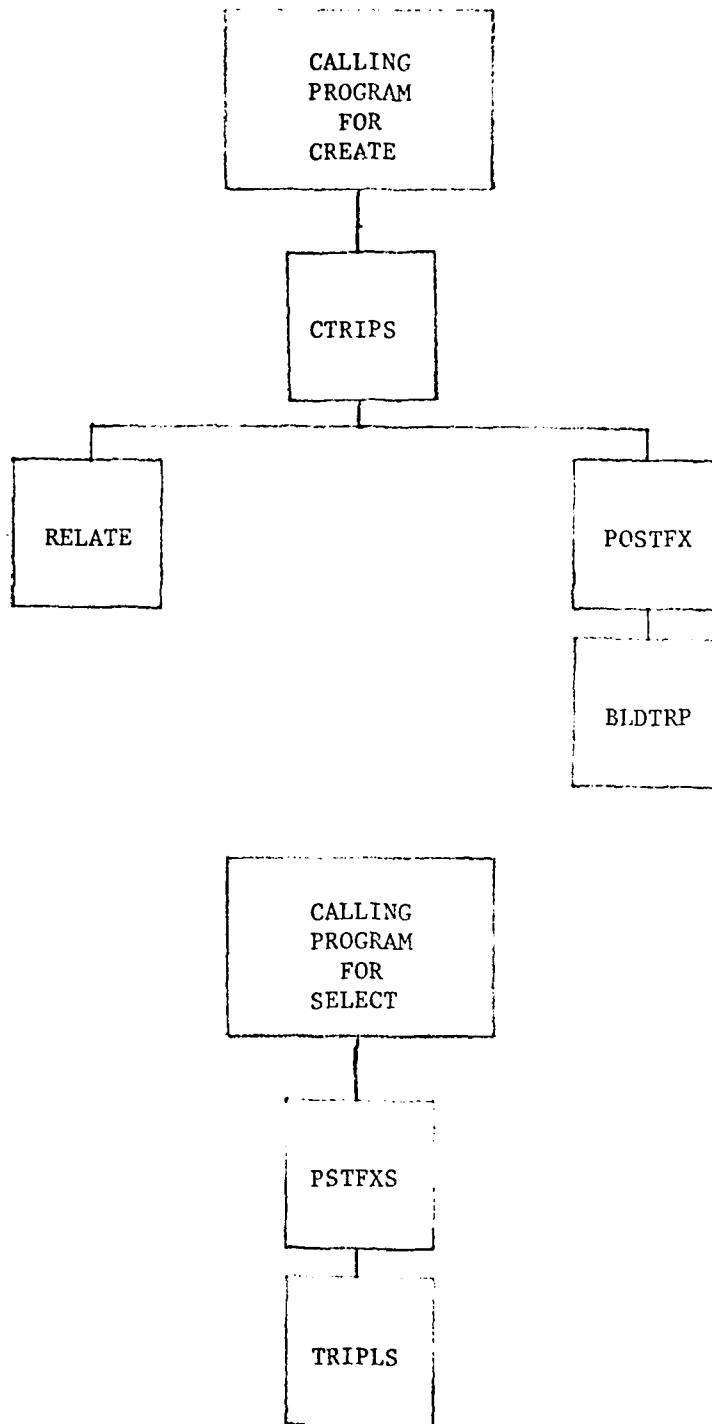 CALLING
PROGRAM
FOR
CREATE
CTRIPS
RELATE
POSTFX
BLDTRP
CALLING
PROGRAM
FOR
SELECT
PSTFXS
TRIPLS